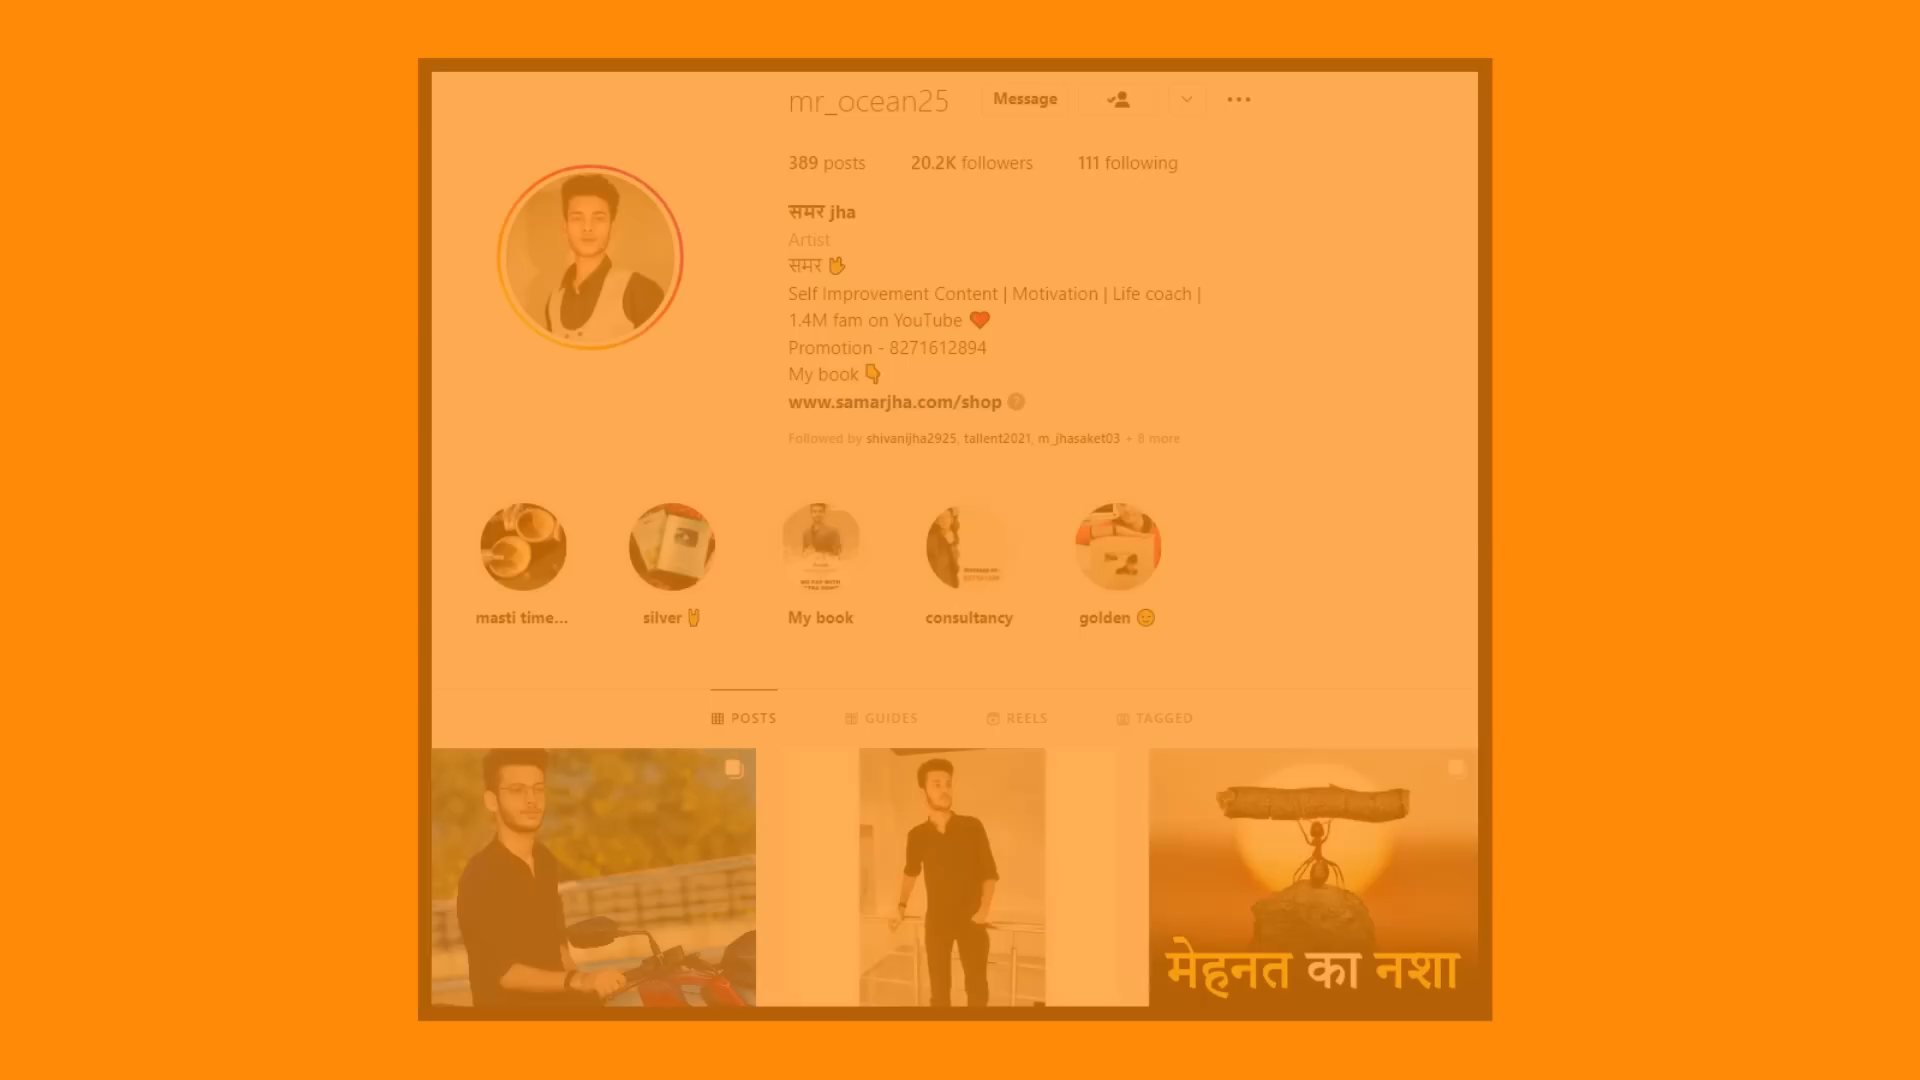 mr_ocean25 Message
389 posts 20.2K followers 111 following
समर jha
Artist
समर 🤟
Self Improvement Content | Motivation | Life coach |
1.4M fam on YouTube ❤️
Promotion - 8271612894
My book 👇
www.samarjha.com/shop ?
Followed by shivanijha2925, tallent2021, m_jhasaket03 + 8 more
masti time... silver 🤘 My book consultancy golden 😉
POSTS GUIDES REELS TAGGED
मेहनत का नशा